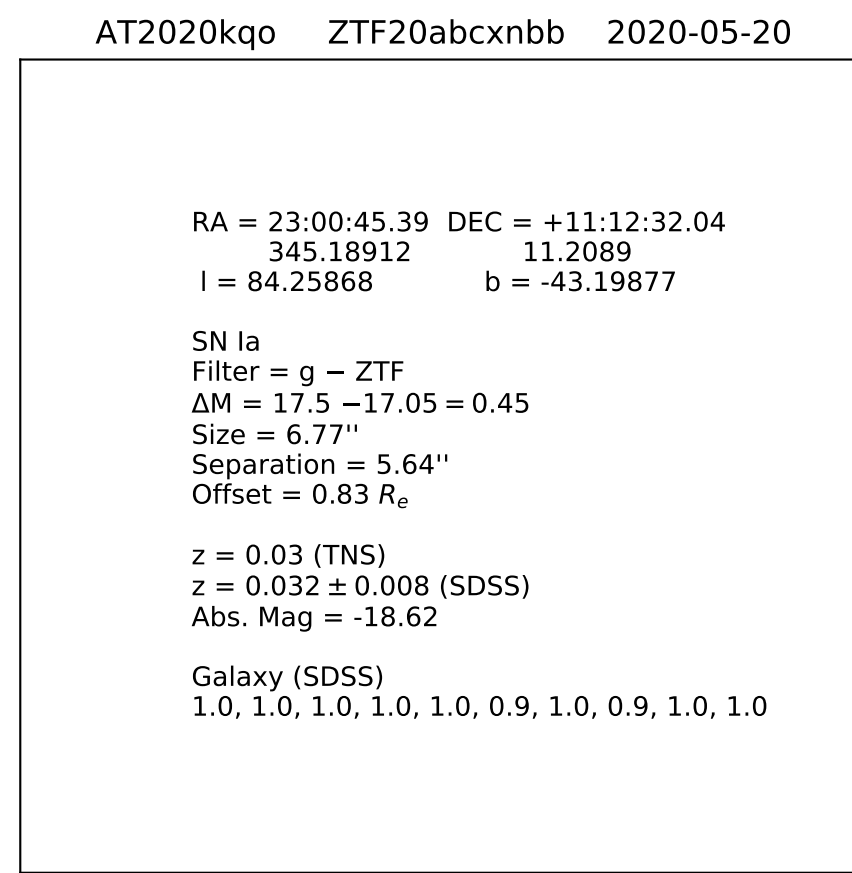 AT2020kqo ZTF20abcxnbb 2020-05-20
RA = 23:00:45.39 DEC = +11:12:32.04
345.18912 11.2089
l = 84.25868 b = -43.19877
SN Ia
Filter = g − ZTF
ΔM = 17.5 −17.05 = 0.45
Size = 6.77''
Separation = 5.64''
Offset = 0.83 Rₑ
z = 0.03 (TNS)
z = 0.032 ± 0.008 (SDSS)
Abs. Mag = -18.62
Galaxy (SDSS)
1.0, 1.0, 1.0, 1.0, 1.0, 0.9, 1.0, 0.9, 1.0, 1.0